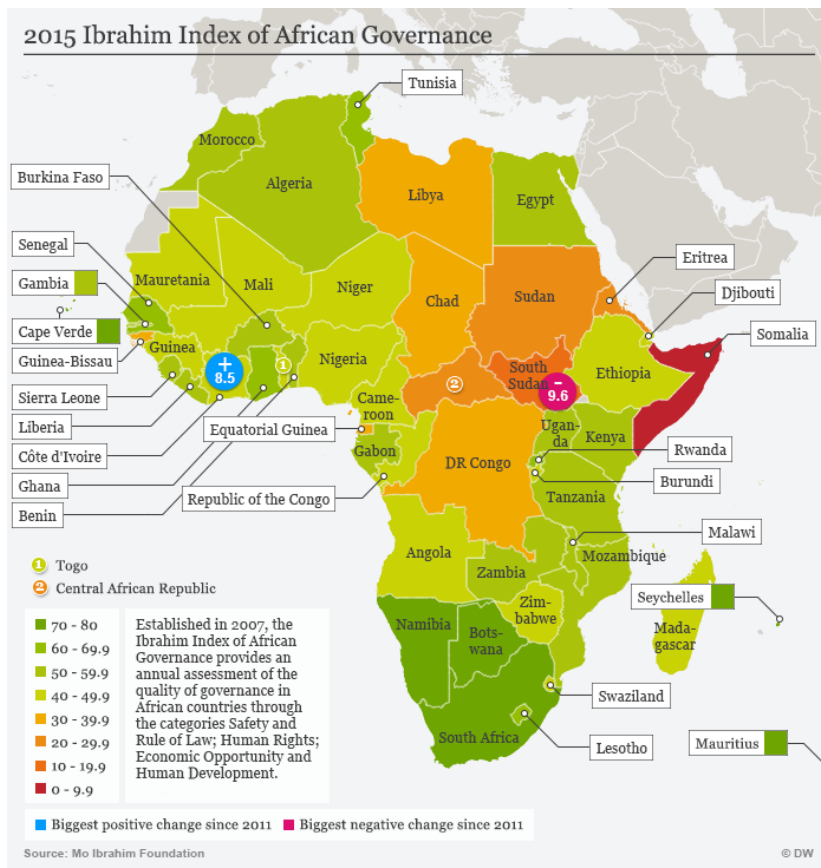 2015 Ibrahim Index of African Governance
Tunisia
Morocco
Burkina Faso
Algeria
Libya
Egypt
Senegal
Eritrea
Gambia
Mauretania
Mali
Niger
Chad
Sudan
Djibouti
Cape Verde
Somalia
Guinea
Guinea-Bissau
+
8.5
1
Nigeria
2
South
Sudan
-
9.6
Ethiopia
Sierra Leone
Came-
roon
Liberia
Equatorial Guinea
Ugan-
da
Kenya
Côte d'Ivoire
Gabon
DR Congo
Rwanda
Ghana
Burundi
Republic of the Congo
Tanzania
Benin
Malawi
Angola
Mozambique
1 Togo
Zambia
2 Central African Republic
Seychelles
Zim-
babwe
Namibia
Bots-
wana
Mada-
gascar
Swaziland
South Africa
Lesotho
Mauritius
70 - 80
60 - 69.9
50 - 59.9
40 - 49.9
30 - 39.9
20 - 29.9
10 - 19.9
0 - 9.9
Established in 2007, the
Ibrahim Index of African
Governance provides an
annual assessment of the
quality of governance in
African countries through
the categories Safety and
Rule of Law; Human Rights;
Economic Opportunity and
Human Development.
Biggest positive change since 2011
Biggest negative change since 2011
Source: Mo Ibrahim Foundation
© DW